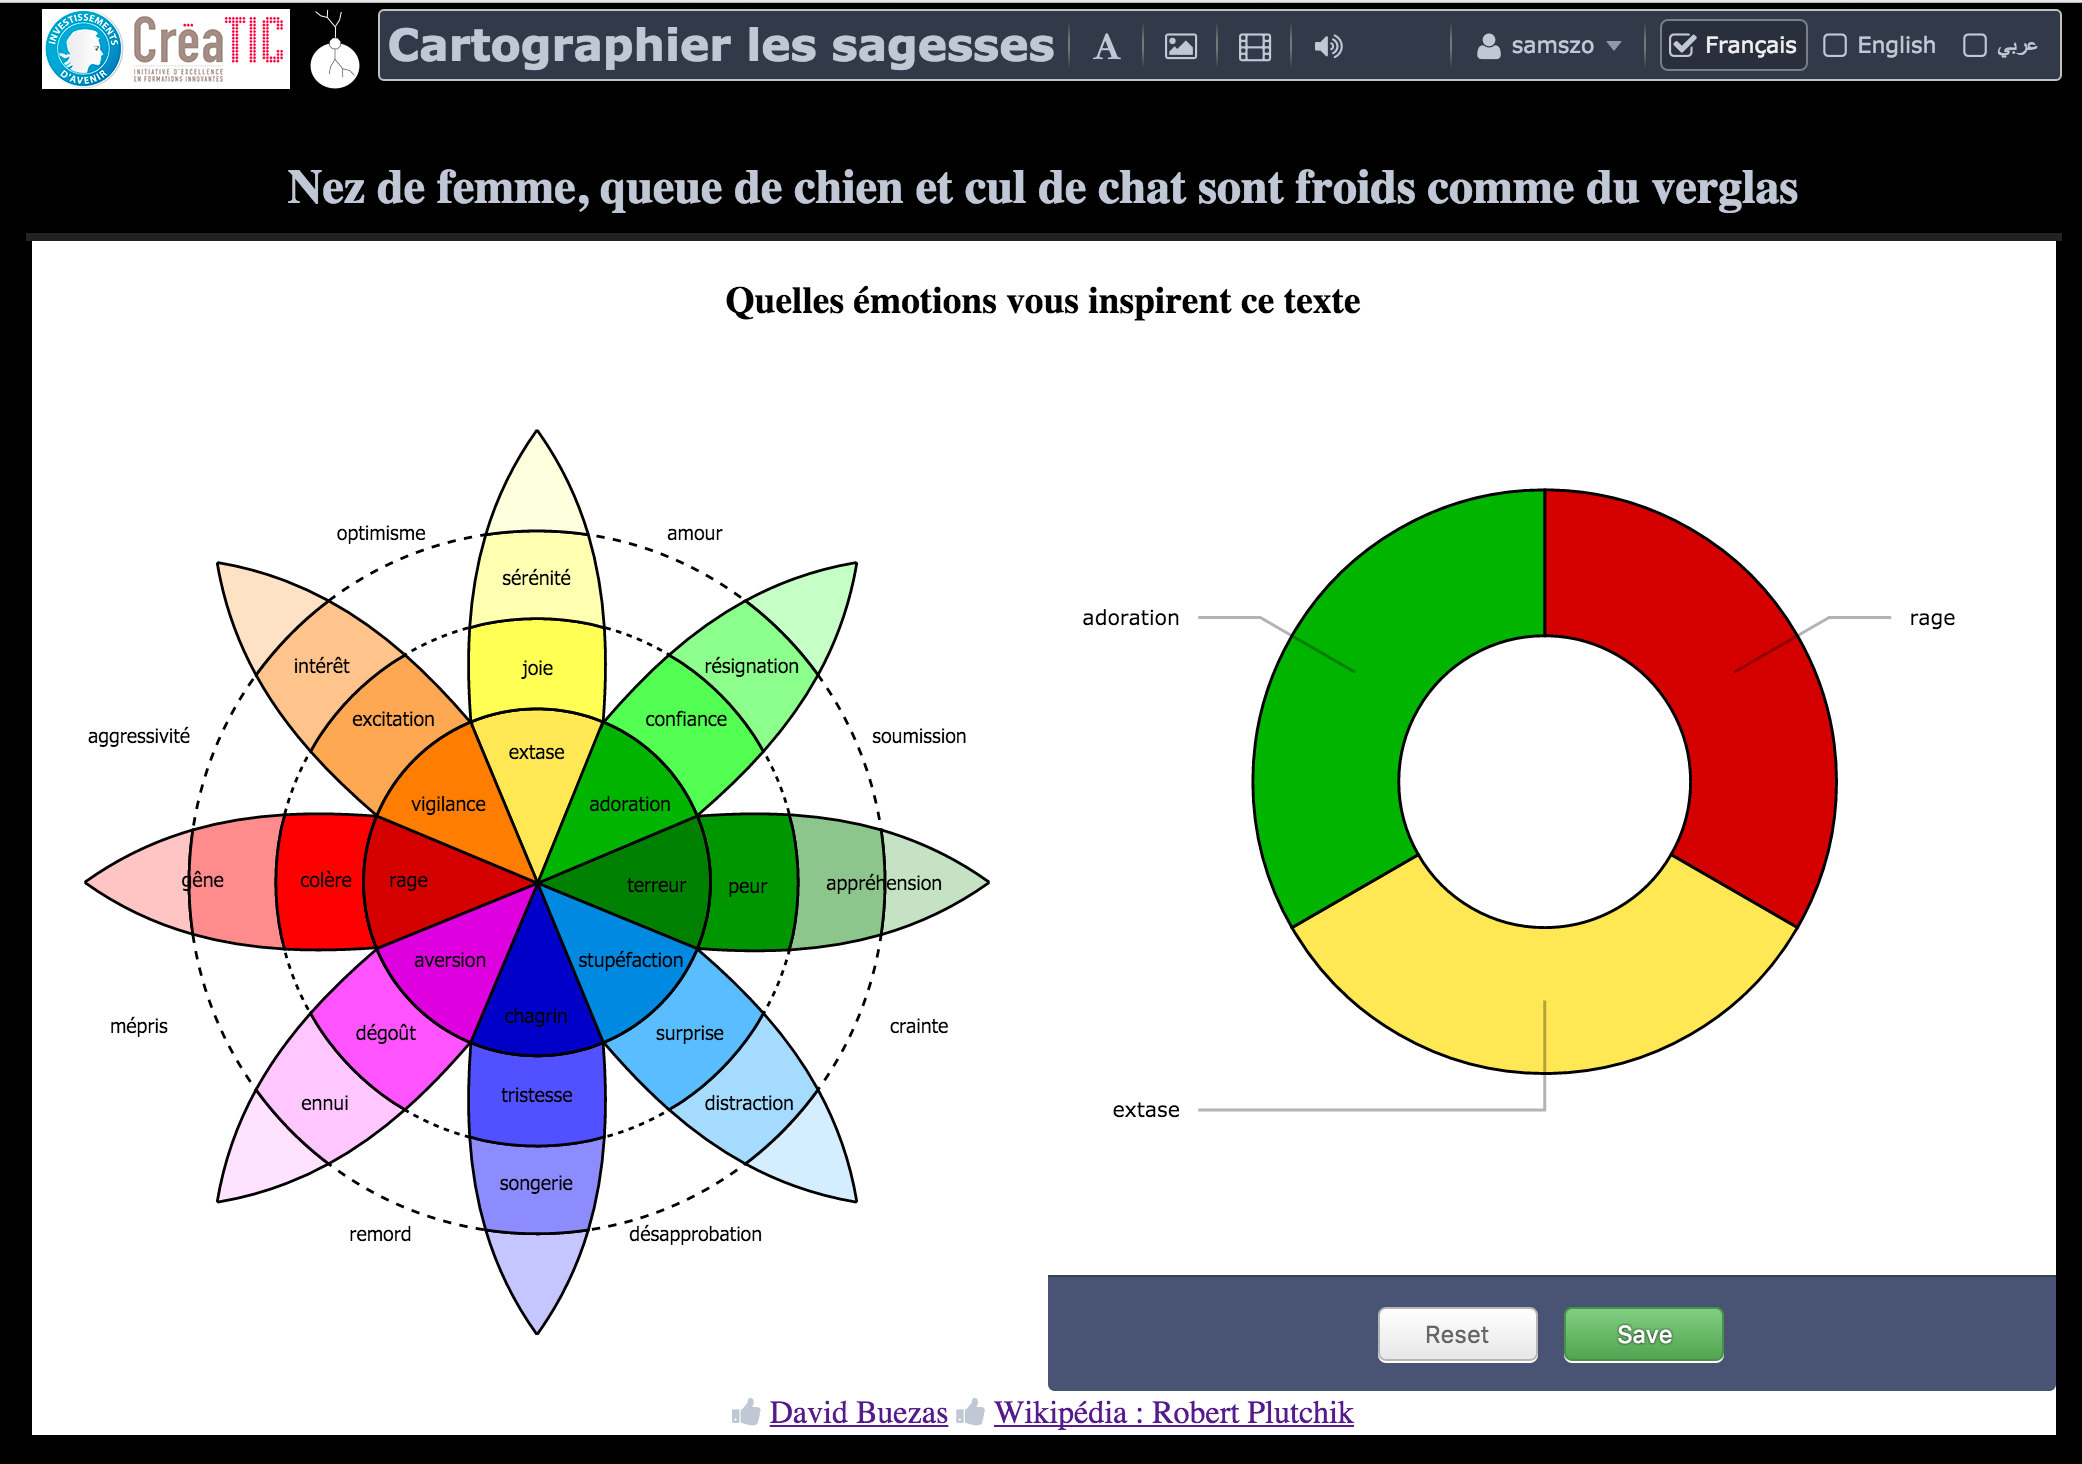 INVESTISSEMENTS
D'AVENIR
CrëaTIC
INITIATIVE D'EXCELLENCE
EN FORMATIONS INNOVANTES
Cartographier les sagesses
A
samszo
Français
English
عربي
Nez de femme, queue de chien et cul de chat sont froids comme du verglas
Quelles émotions vous inspirent ce texte
optimisme
amour
sérénité
intérêt
joie
résignation
excitation
confiance
aggressivité
extase
soumission
vigilance
adoration
gêne
colère
rage
terreur
peur
appréhension
aversion
stupéfaction
mépris
dégoût
chagrin
surprise
crainte
ennui
tristesse
distraction
songerie
remord
désapprobation
adoration
rage
extase
Reset
Save
David Buezas
Wikipédia : Robert Plutchik